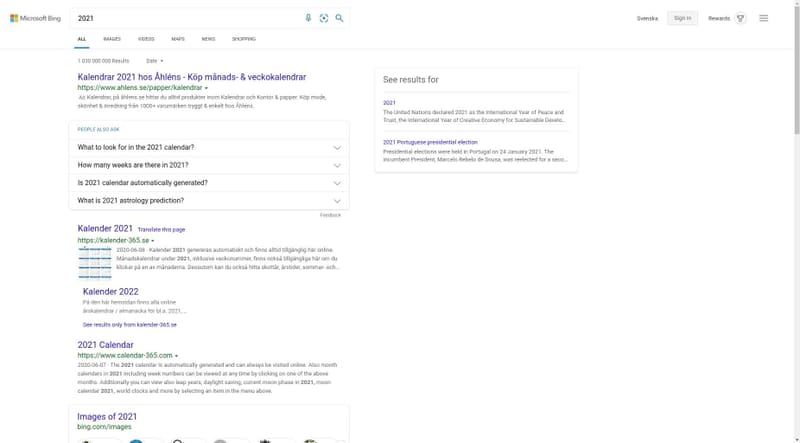 Microsoft Bing
2021
Svenska
Sign in
Rewards
ALL
IMAGES
VIDEOS
MAPS
NEWS
SHOPPING
1 030 000 000 Results
Date
Kalendrar 2021 hos Åhléns - Köp månads- & veckokalendrar
https://www.ahlens.se/papper/kalendrar
Ad Kalendrar, på åhlens.se hittar du alltid produkter inom Kalendrar och Kontor & papper. Köp mode,
skönhet & inredning från 1000+ varumärken tryggt & enkelt hos Åhléns.
PEOPLE ALSO ASK
What to look for in the 2021 calendar?
How many weeks are there in 2021?
Is 2021 calendar automatically generated?
What is 2021 astrology prediction?
Feedback
Kalender 2021 Translate this page
https://kalender-365.se
2020-06-08 · Kalender 2021 genereras automatiskt och finns alltid tillgänglig här online.
Månadskalendrar under 2021, inklusive veckonummer, finns också tillgängliga här om du
klickar på en av månaderna. Dessutom kan du också hitta skottår, årstider, sommar- och...
Kalender 2022
På den här hemsidan finns alla online
årskalendrar / almanacka för bl.a. 2021, ...
See results only from kalender-365.se
2021 Calendar
https://www.calendar-365.com
2020-06-07 · The 2021 calendar is automatically generated and can always be visited online. Also month
calendars in 2021 including week numbers can be viewed at any time by clicking on one of the above
months. Additionally you can view also leap years, daylight saving, current moon phase in 2021, moon
calendar 2021, world clocks and more by selecting an item in the menu above.
Images of 2021
bing.com/images
See results for
2021
The United Nations declared 2021 as the International Year of Peace and
Trust, the International Year of Creative Economy for Sustainable Develo...
2021 Portuguese presidential election
Presidential elections were held in Portugal on 24 January 2021. The
incumbent President, Marcelo Rebelo de Sousa, was reelected for a seco...